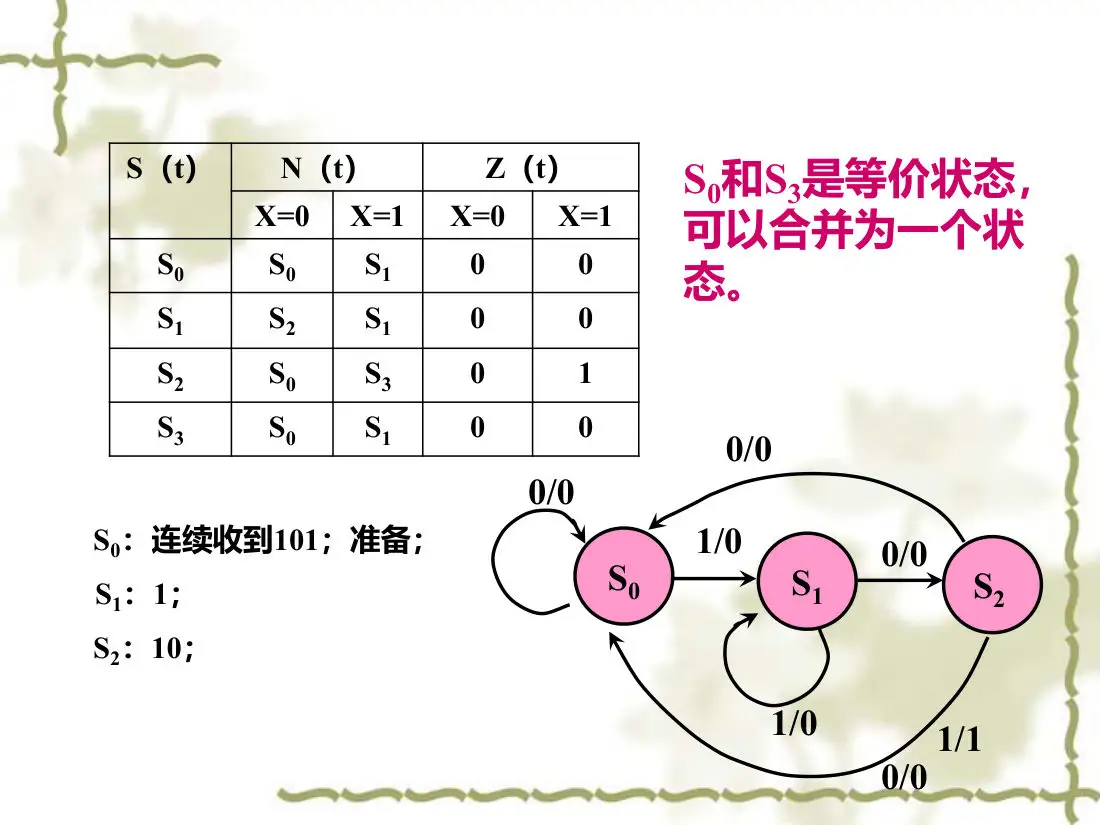 S（t） N（t） Z（t）
X=0 X=1 X=0 X=1
S0 S0 S1 0 0
S1 S2 S1 0 0
S2 S0 S3 0 1
S3 S0 S1 0 0
S0和S3是等价状态，
可以合并为一个状
态。
S0：连续收到101；准备；
S1：1；
S2：10；
0/0
0/0
1/0
0/0
S0
S1
S2
1/0
1/1
0/0